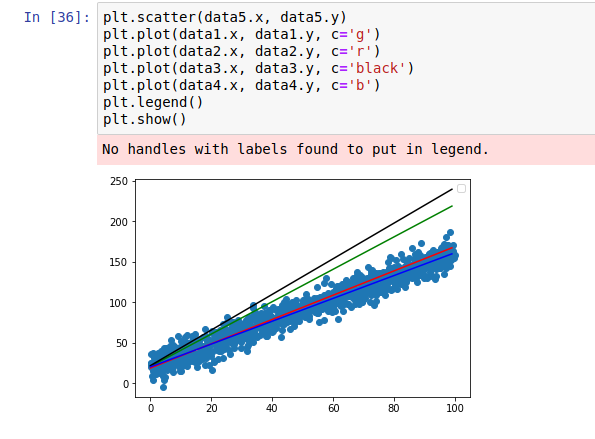 In [36]:
plt.scatter(data5.x, data5.y)
plt.plot(data1.x, data1.y, c='g')
plt.plot(data2.x, data2.y, c='r')
plt.plot(data3.x, data3.y, c='black')
plt.plot(data4.x, data4.y, c='b')
plt.legend()
plt.show()
No handles with labels found to put in legend.
250
200
150
100
50
0
0 20 40 60 80 100